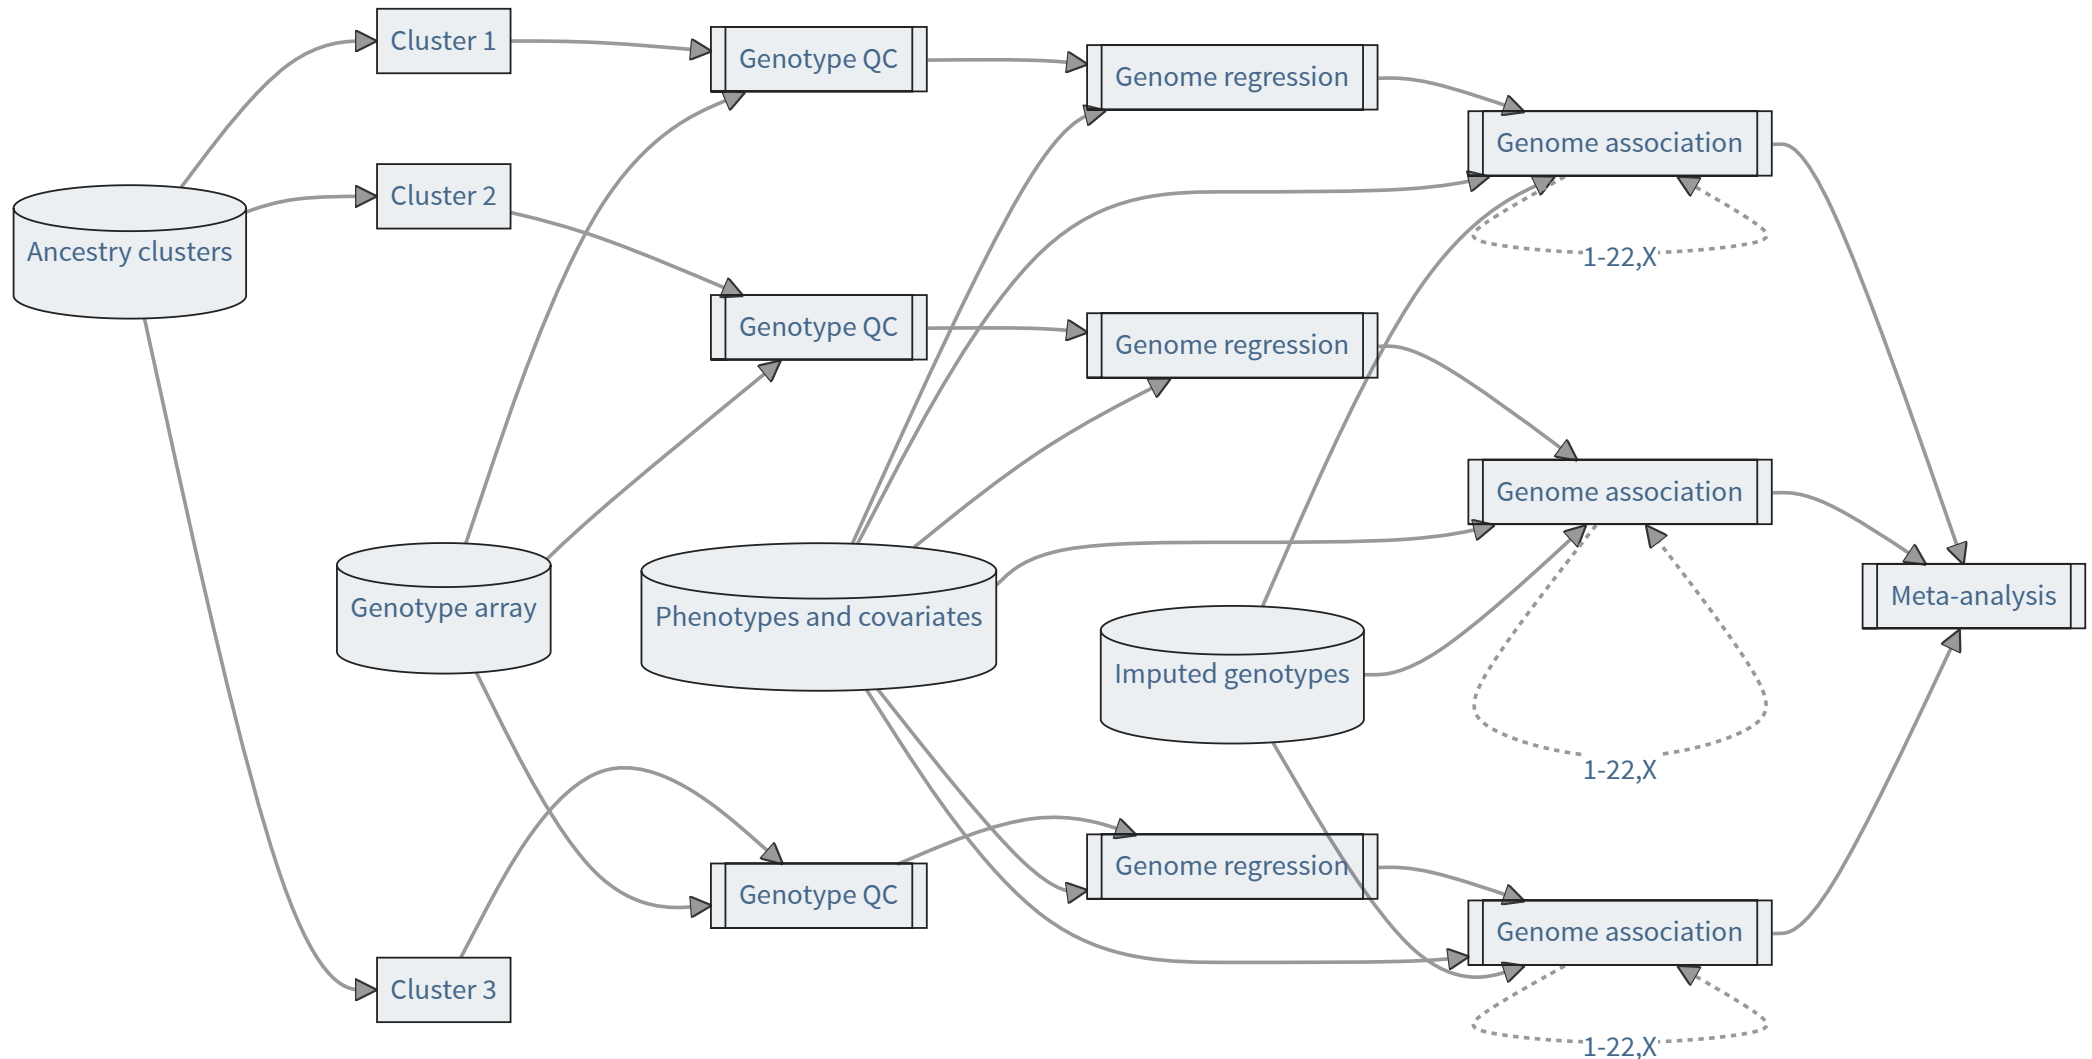 Cluster 1
Genotype QC
Genome regression
Genome association
Cluster 2
Ancestry clusters
1-22,X
Genotype QC
Genome regression
Genome association
Genotype array
Phenotypes and covariates
Meta-analysis
Imputed genotypes
1-22,X
Genotype QC
Genome regression
Genome association
Cluster 3
1-22,X